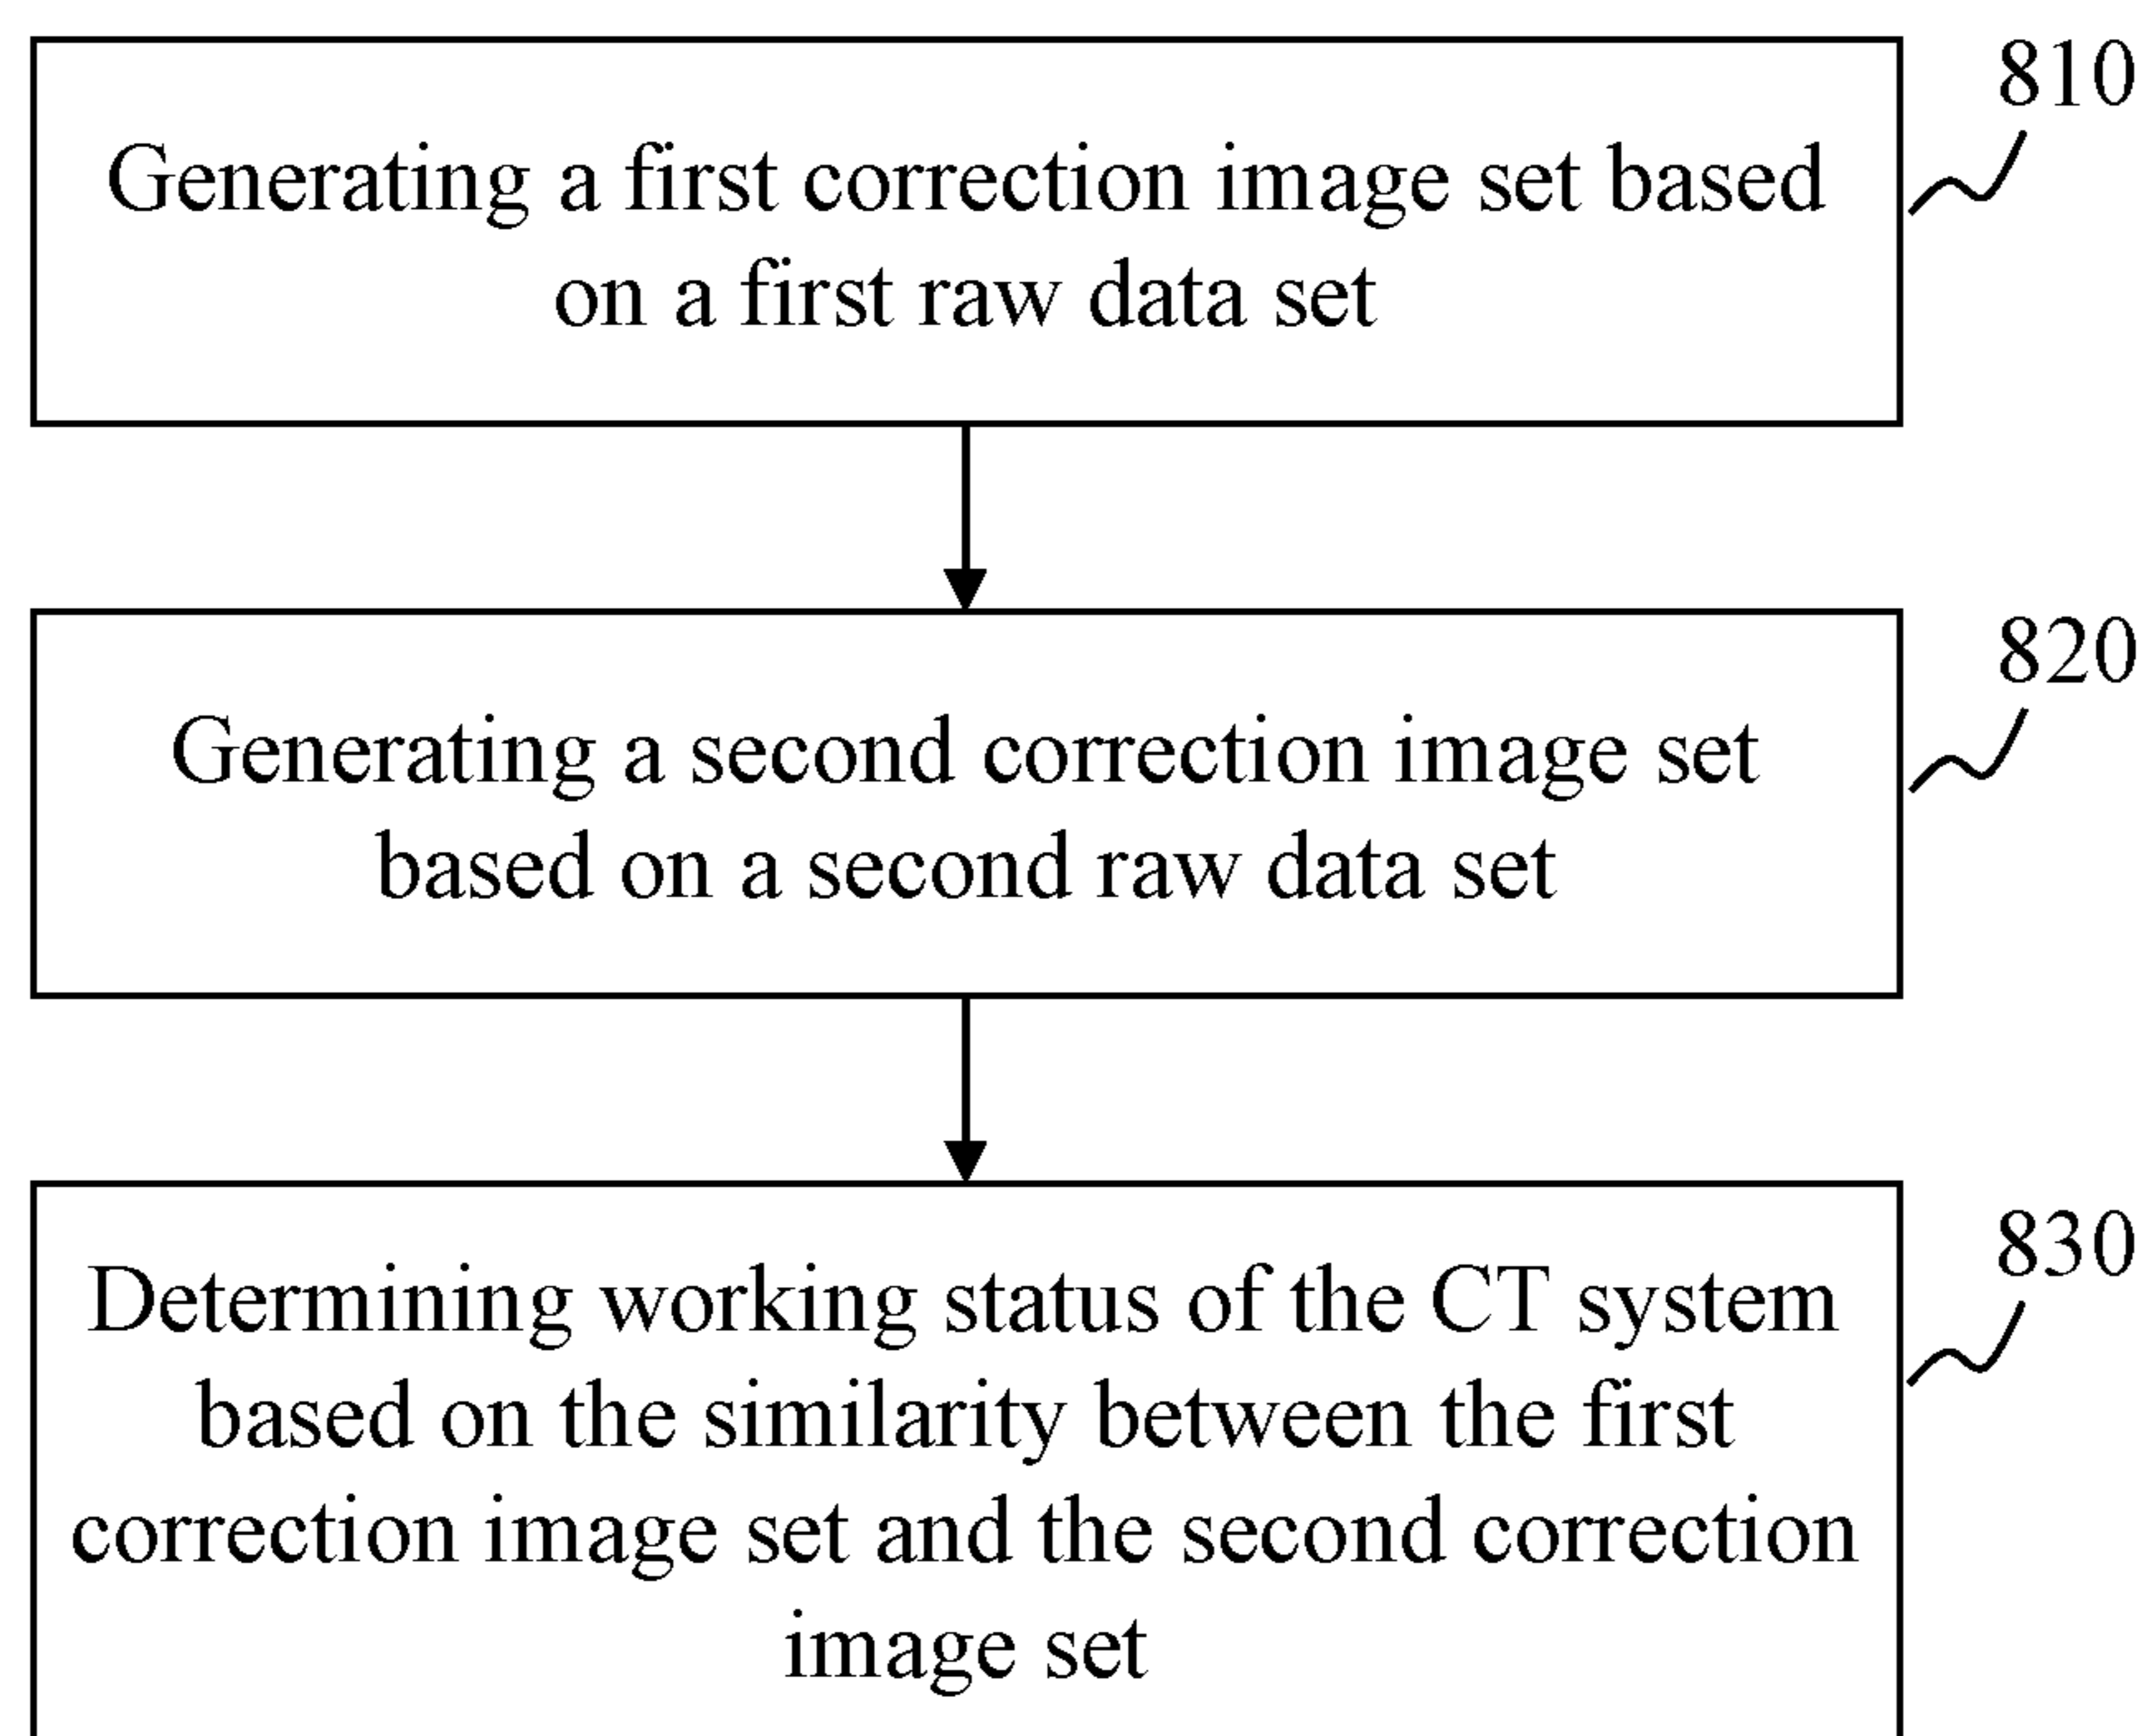 810
Generating a first correction image set based
on a first raw data set
820
Generating a second correction image set
based on a second raw data set
830
Determining working status of the CT system
based on the similarity between the first
correction image set and the second correction
image set